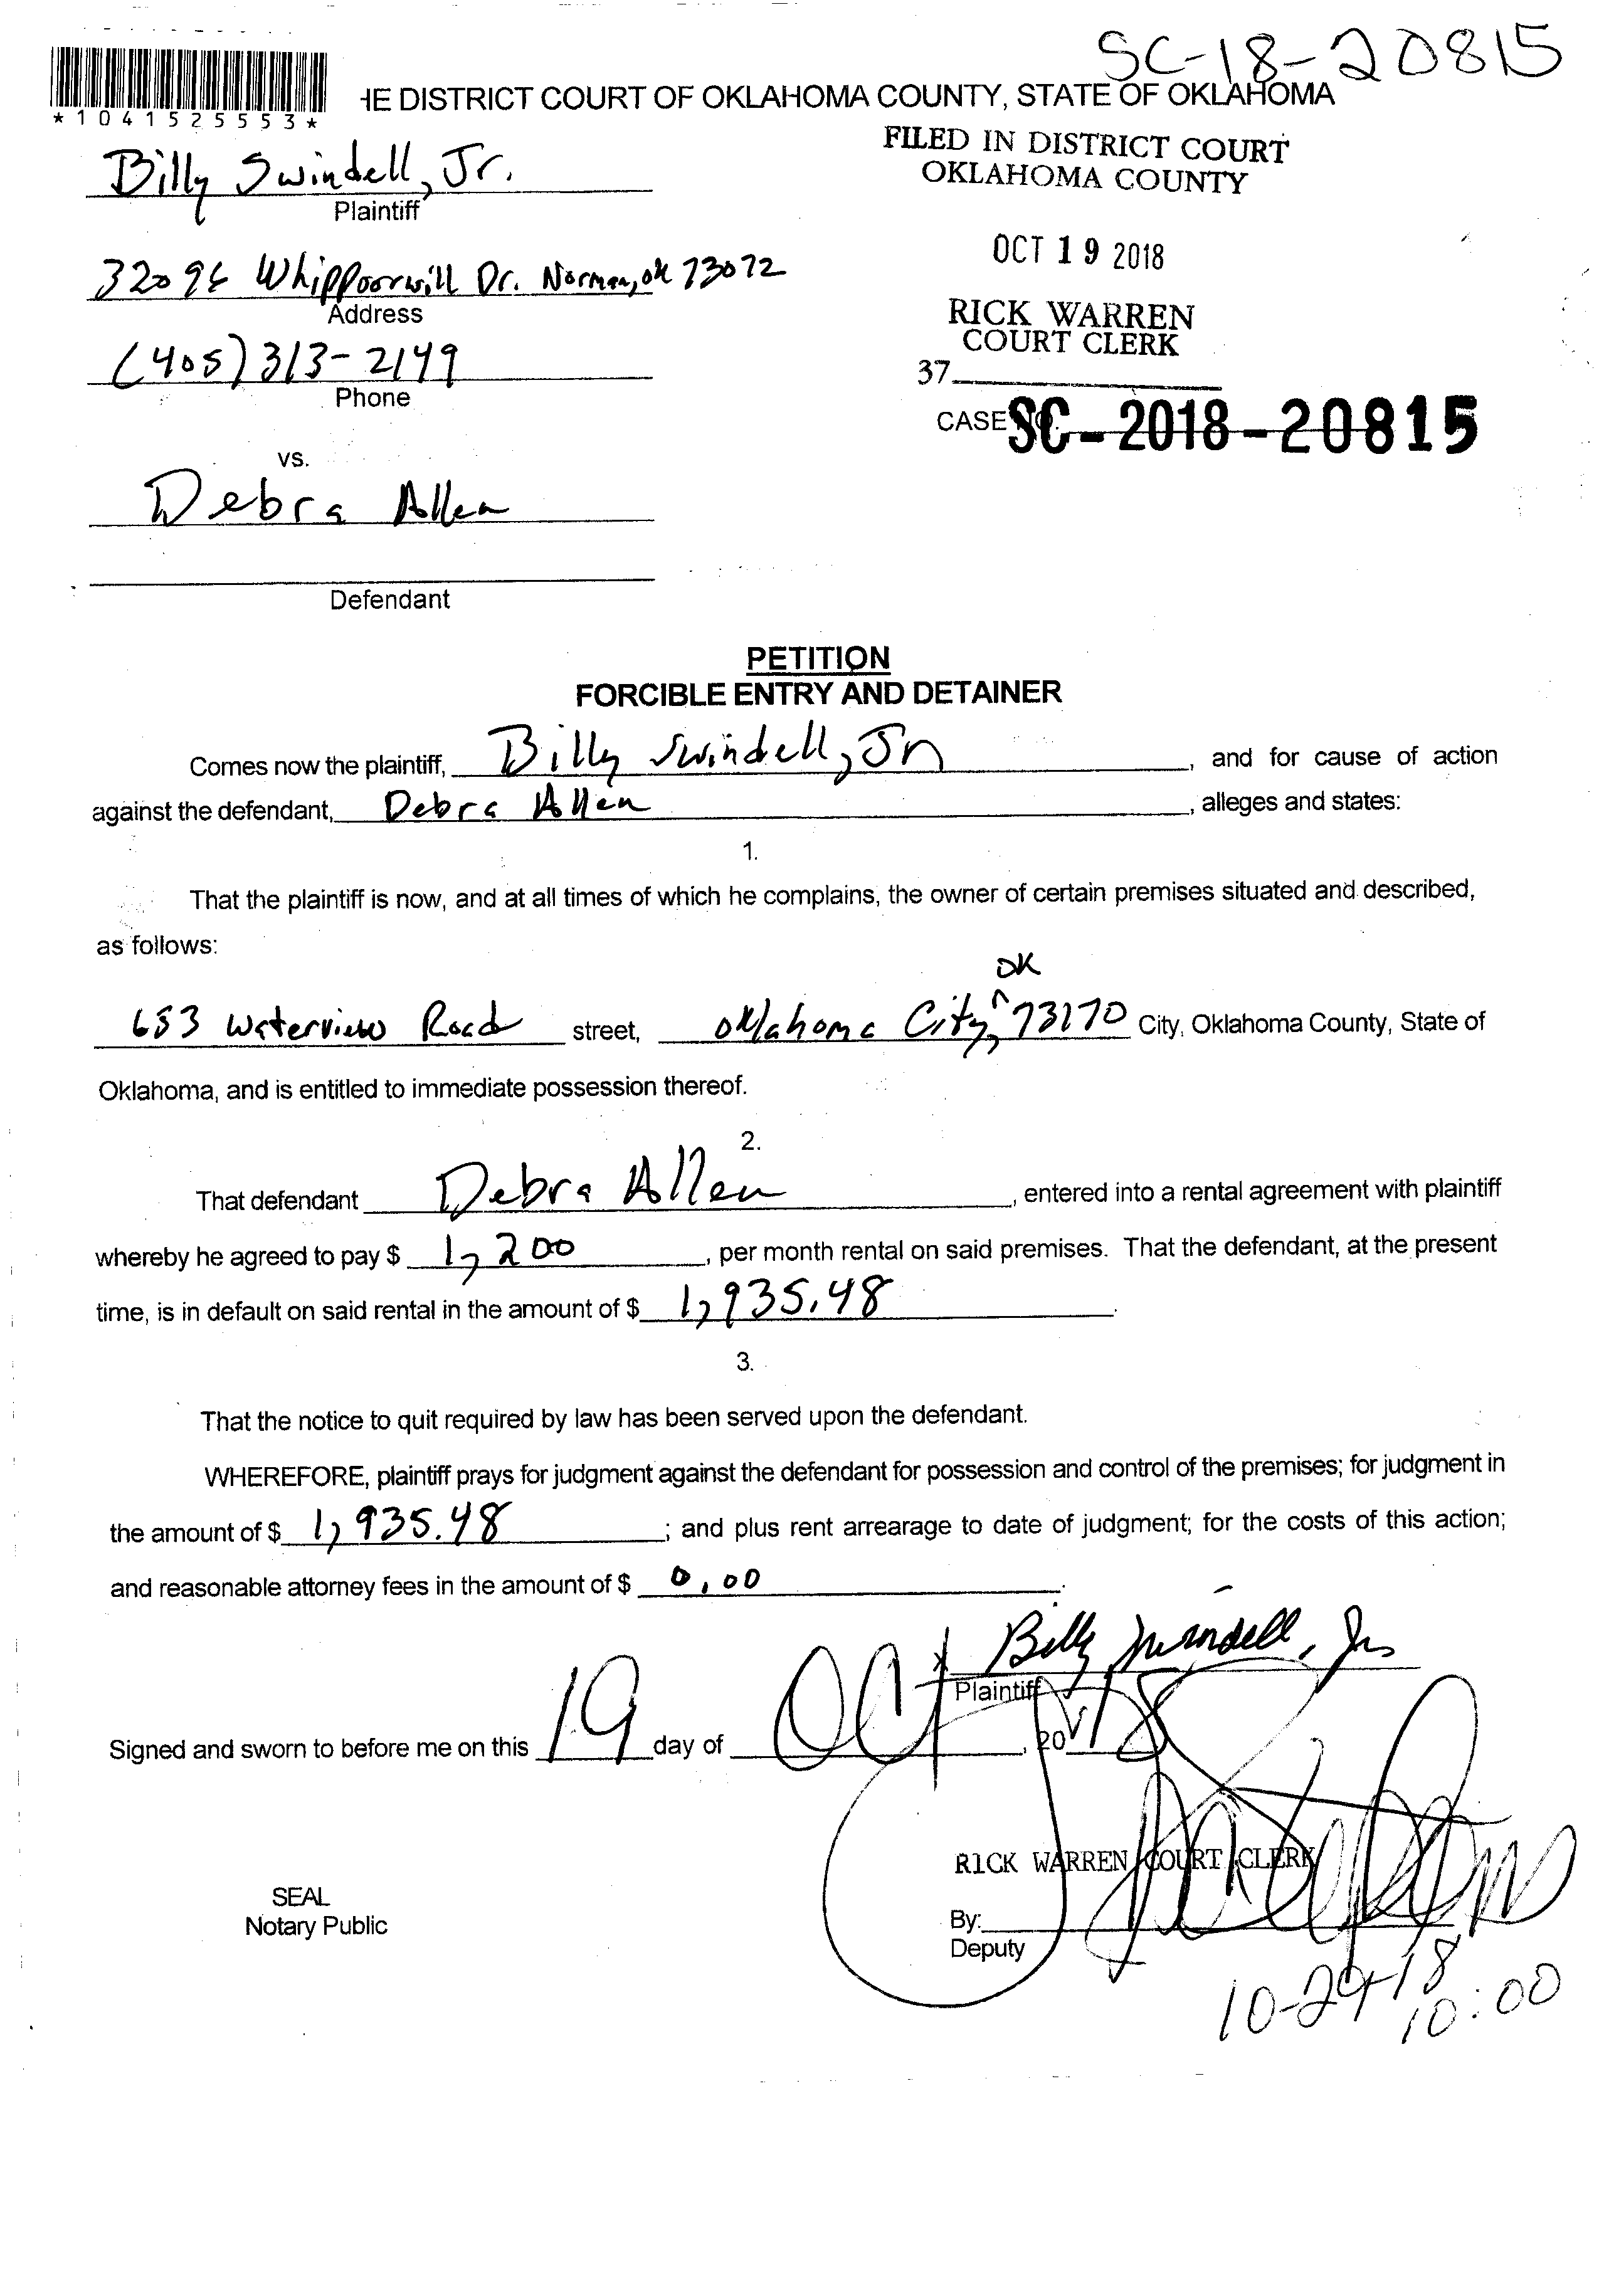 SC-18-20815
*1041525553*
HE DISTRICT COURT OF OKLAHOMA COUNTY, STATE OF OKLAHOMA
FILED IN DISTRICT COURT
OKLAHOMA COUNTY
Billy Swindell, Jr.
Plaintiff
OCT 19 2018
Whippoorwill Dr. Norman, ok 73072
Address
RICK WARREN
COURT CLERK
(405) 313-2149
Phone
37
CASE NO. SC-2018-20815
vs.
Debra Allen
Defendant
PETITION
FORCIBLE ENTRY AND DETAINER
Comes now the plaintiff, Billy Swindell, Jr, and for cause of action
against the defendant, Debra Allen, alleges and states:
1.
That the plaintiff is now, and at all times of which he complains, the owner of certain premises situated and described,
as follows:
OK
653 Waterview Road street, oklahoma City, 73170 City, Oklahoma County, State of
Oklahoma, and is entitled to immediate possession thereof.
2.
That defendant Debra Allen, entered into a rental agreement with plaintiff
whereby he agreed to pay $ 1,200, per month rental on said premises. That the defendant, at the present
time, is in default on said rental in the amount of $ 1,935.48.
3.
That the notice to quit required by law has been served upon the defendant.
WHEREFORE, plaintiff prays for judgment against the defendant for possession and control of the premises; for judgment in
the amount of $ 1,935.48; and plus rent arrearage to date of judgment; for the costs of this action;
and reasonable attorney fees in the amount of $ 0.00.
Billy Swindell, Jr
Plaintiff
Signed and sworn to before me on this 19 day of Oct, 2018
RICK WARREN COURT CLERK
SEAL
Notary Public
By:
Deputy
10-29-18
10:00